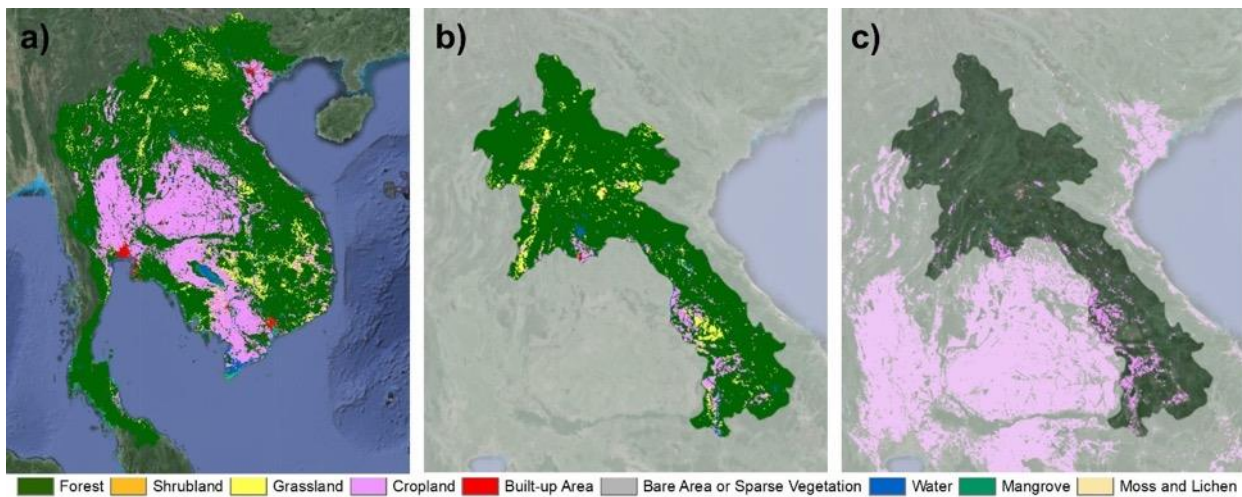 a)
b)
c)
Forest Shrubland Grassland Cropland Built-up Area Bare Area or Sparse Vegetation Water Mangrove Moss and Lichen